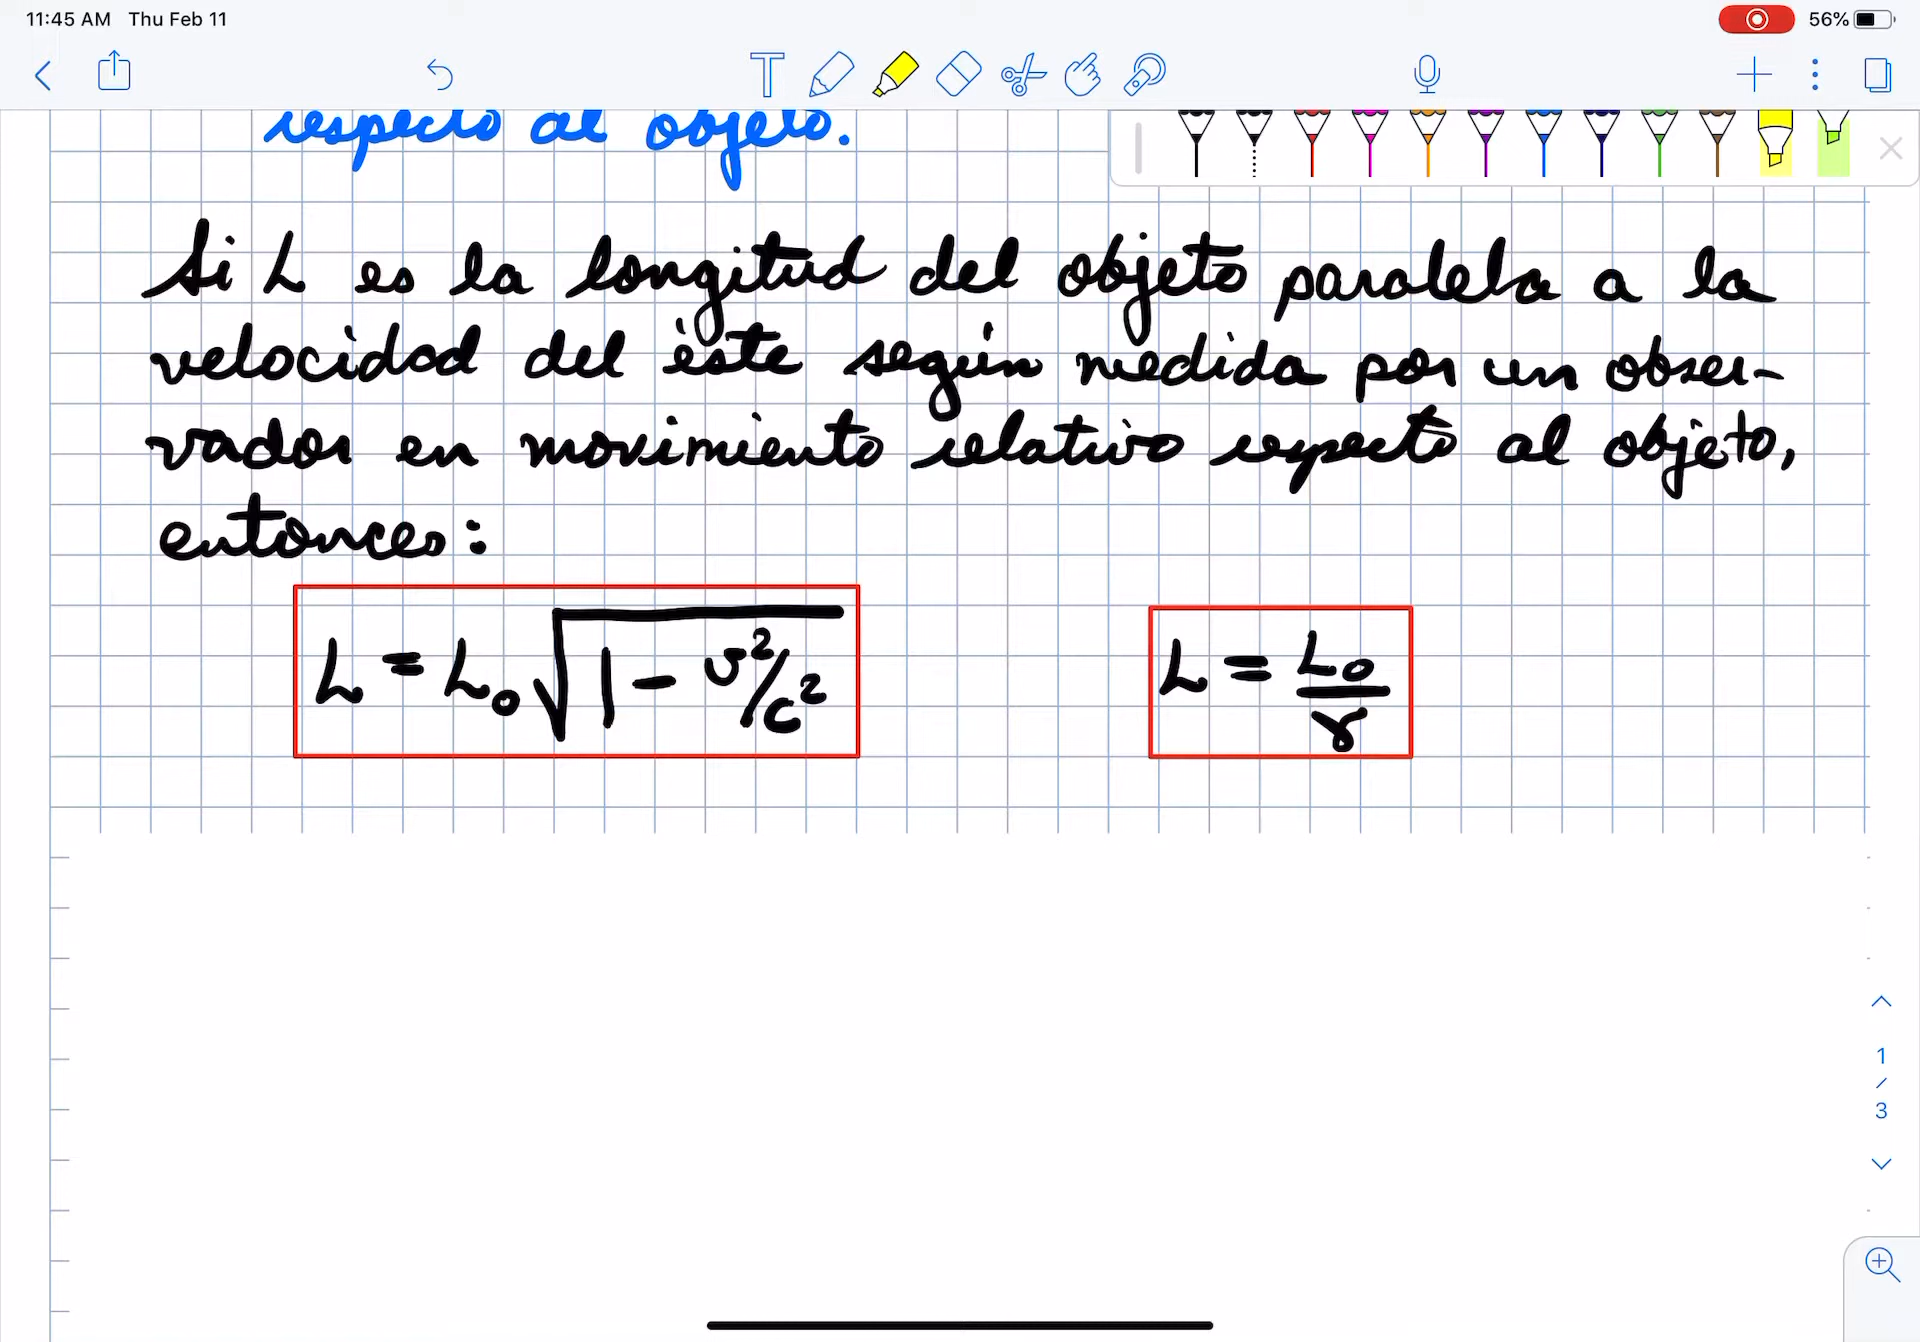 11:45 AM Thu Feb 11
56%
T
respecto al objeto.
Si L es la longitud del objeto paralela a la
velocidad del éste según medida por un obser-
vador en movimiento relativo respecto al objeto,
entonces:
L = L₀ √(1 - v²/c²)
L = L₀/γ
1
/
3